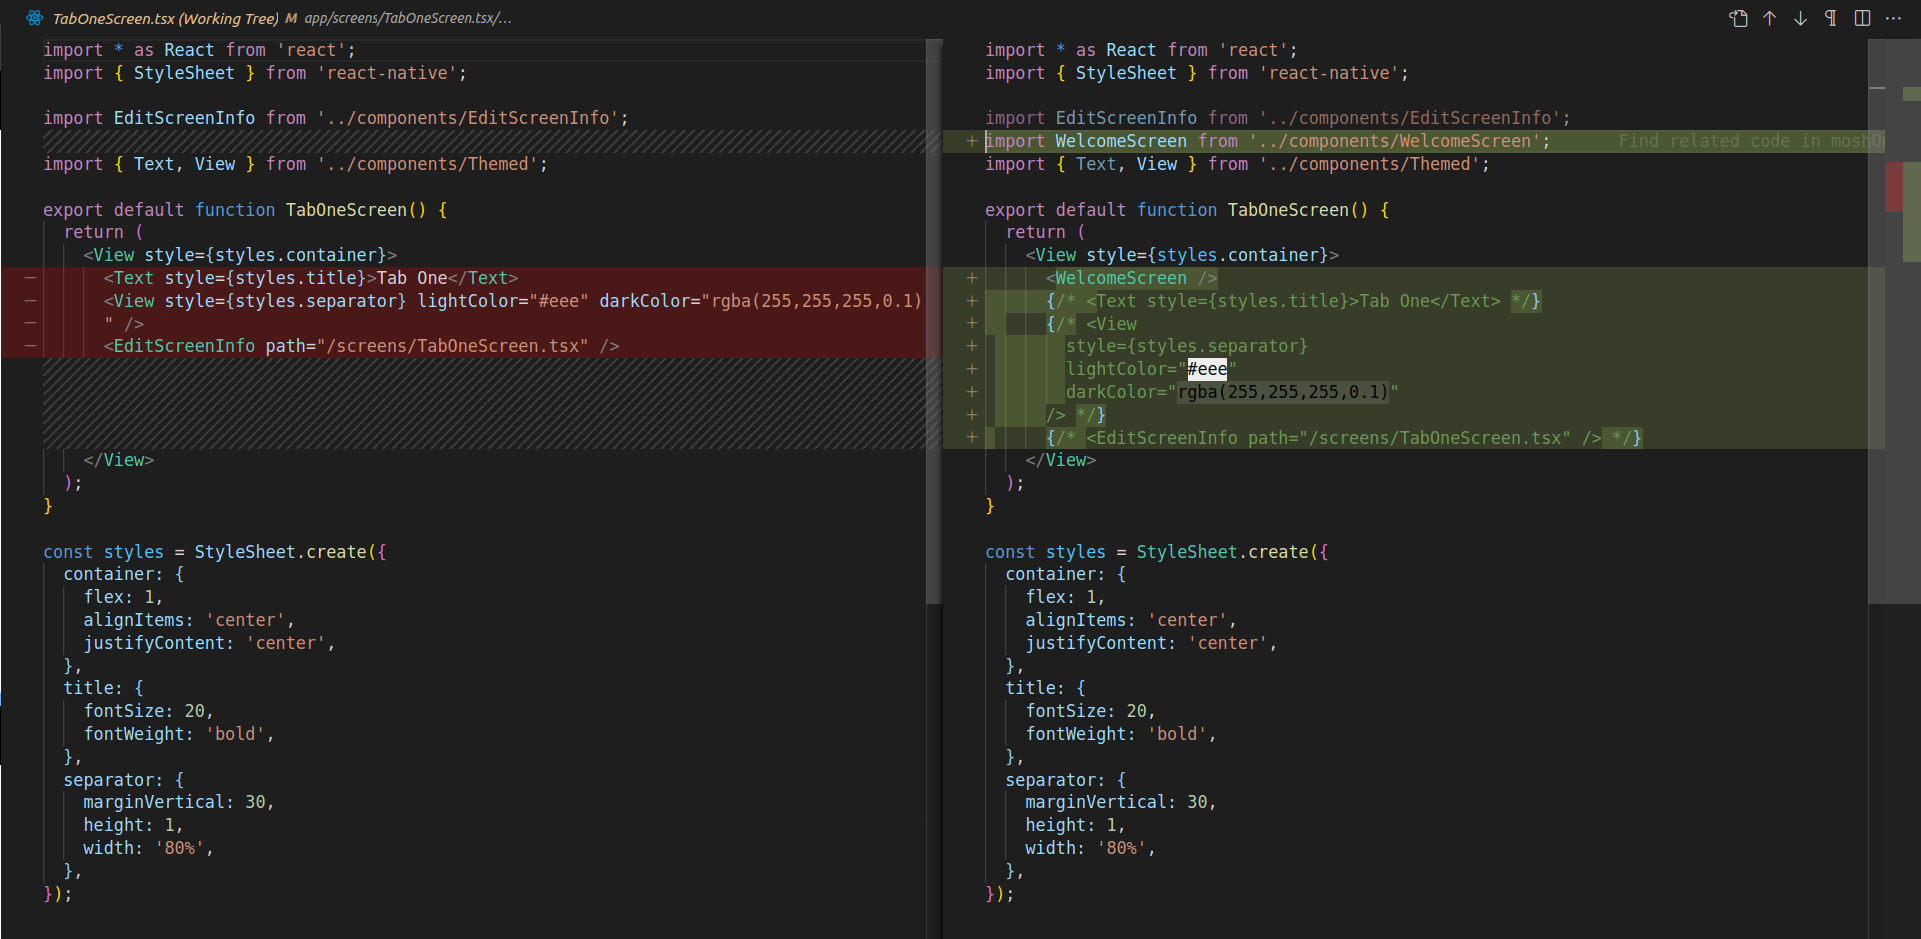 TabOneScreen.tsx (Working Tree) M app/screens/TabOneScreen.tsx/...
import * as React from 'react';
import { StyleSheet } from 'react-native';
import EditScreenInfo from '../components/EditScreenInfo';
import { Text, View } from '../components/Themed';
export default function TabOneScreen() {
return (
<View style={styles.container}>
— <Text style={styles.title}>Tab One</Text>
— <View style={styles.separator} lightColor="#eee" darkColor="rgba(255,255,255,0.1)
— " />
— <EditScreenInfo path="/screens/TabOneScreen.tsx" />
</View>
);
}
const styles = StyleSheet.create({
container: {
flex: 1,
alignItems: 'center',
justifyContent: 'center',
},
title: {
fontSize: 20,
fontWeight: 'bold',
},
separator: {
marginVertical: 30,
height: 1,
width: '80%',
},
});
import * as React from 'react';
import { StyleSheet } from 'react-native';
import EditScreenInfo from '../components/EditScreenInfo';
+ import WelcomeScreen from '../components/WelcomeScreen'; Find related code in mosh
import { Text, View } from '../components/Themed';
export default function TabOneScreen() {
return (
<View style={styles.container}>
+ <WelcomeScreen />
+ {/* <Text style={styles.title}>Tab One</Text> */}
+ {/* <View
+ style={styles.separator}
+ lightColor="#eee"
+ darkColor="rgba(255,255,255,0.1)"
+ /> */}
+ {/* <EditScreenInfo path="/screens/TabOneScreen.tsx" /> */}
</View>
);
}
const styles = StyleSheet.create({
container: {
flex: 1,
alignItems: 'center',
justifyContent: 'center',
},
title: {
fontSize: 20,
fontWeight: 'bold',
},
separator: {
marginVertical: 30,
height: 1,
width: '80%',
},
});